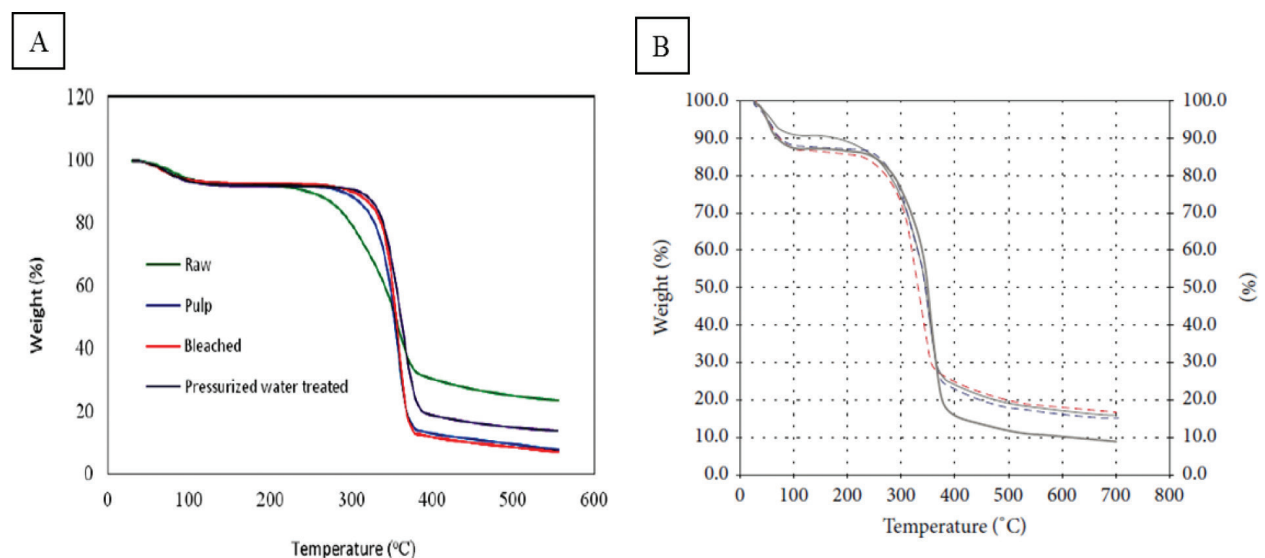 A
120
100
80
60
40
20
0
Weight (%)
Raw
Pulp
Bleached
Pressurized water treated
0 100 200 300 400 500 600
Temperature (ºC)
B
100.0 100.0
90.0 90.0
80.0 80.0
70.0 70.0
60.0 60.0
50.0 50.0
40.0 40.0
30.0 30.0
20.0 20.0
10.0 10.0
0.0 0.0
Weight (%)
(%)
0 100 200 300 400 500 600 700 800
Temperature (˚C)